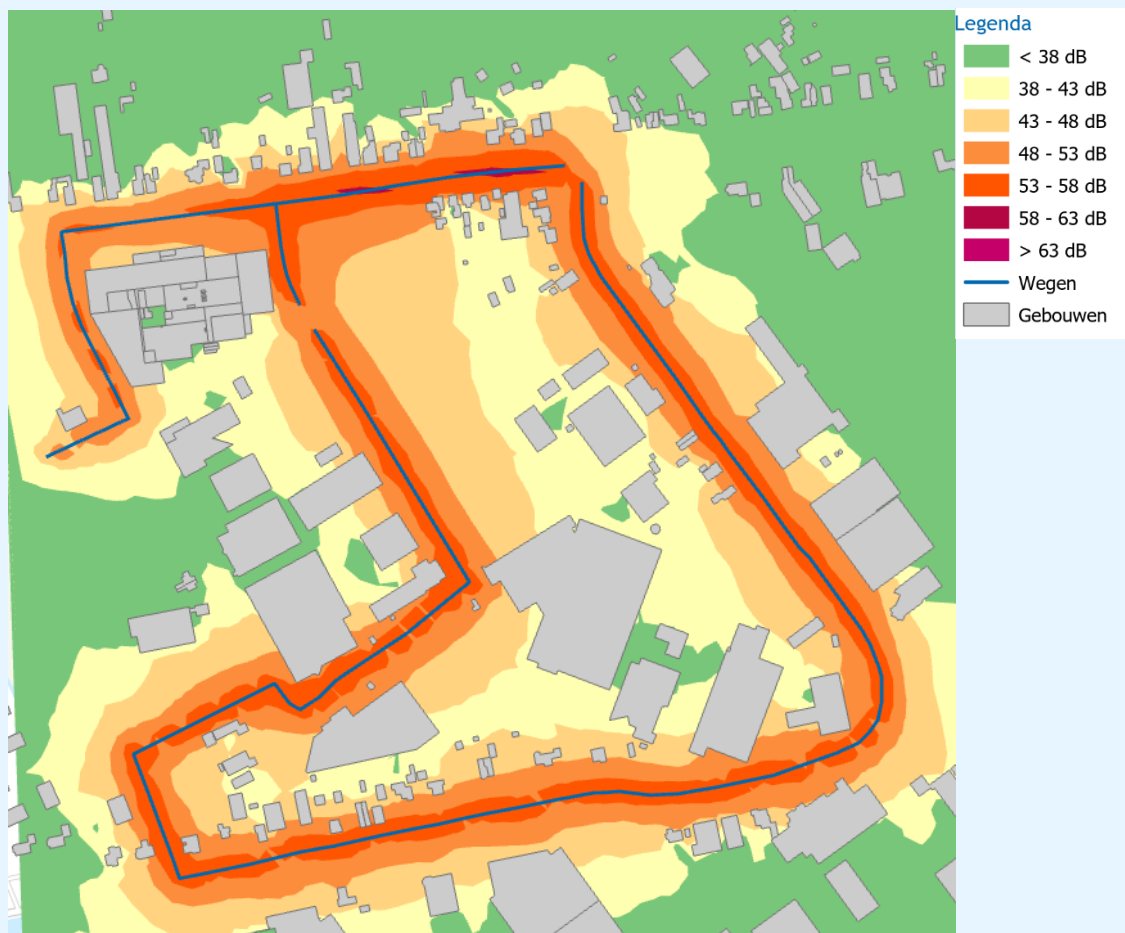 Legenda
< 38 dB
38 - 43 dB
43 - 48 dB
48 - 53 dB
53 - 58 dB
58 - 63 dB
> 63 dB
Wegen
Gebouwen